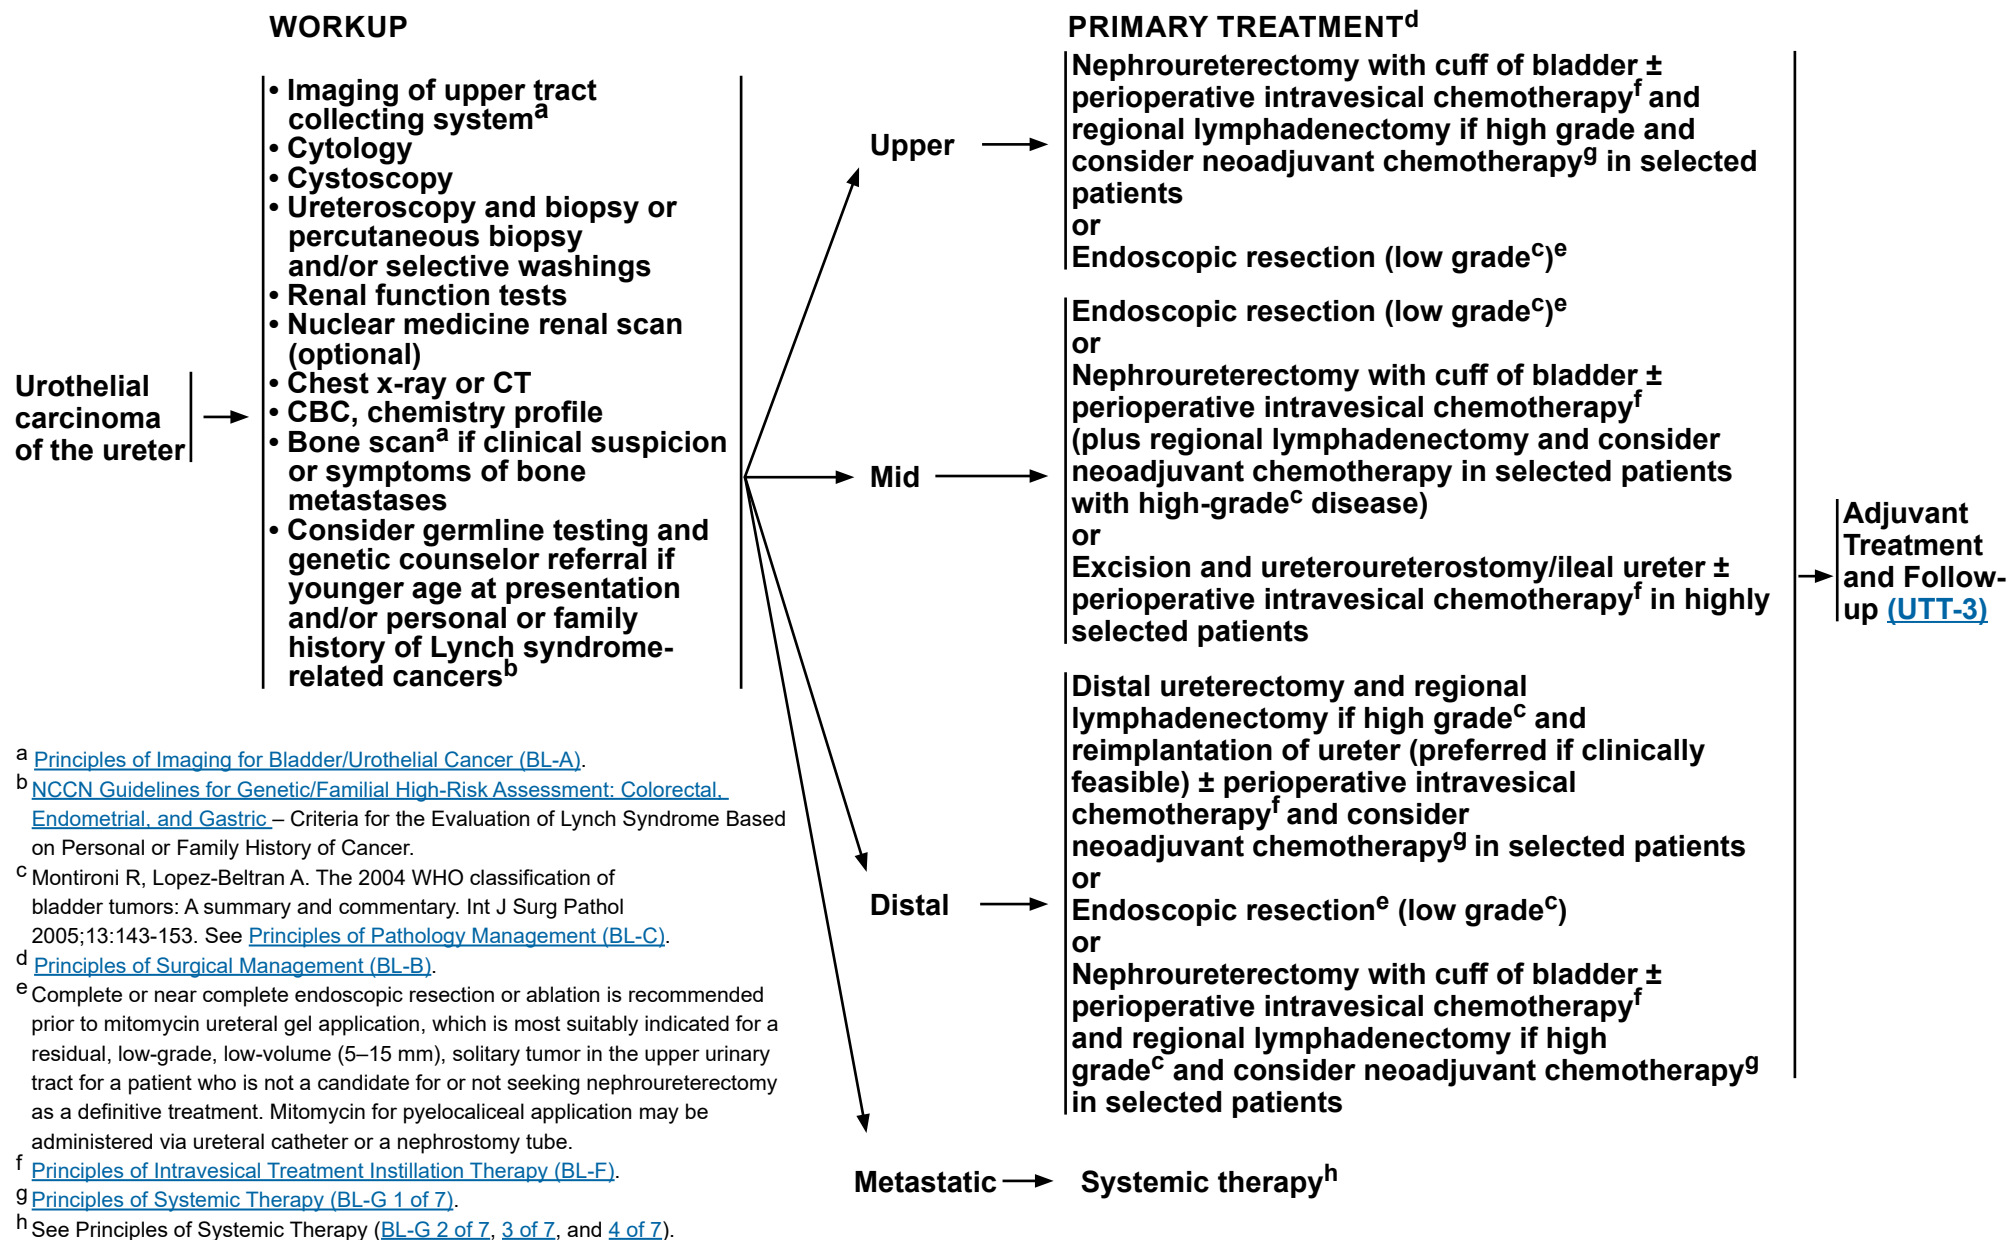 WORKUP
PRIMARY TREATMENTd
Urothelial
carcinoma
of the ureter
• Imaging of upper tract
collecting systema
• Cytology
• Cystoscopy
• Ureteroscopy and biopsy or
percutaneous biopsy
and/or selective washings
• Renal function tests
• Nuclear medicine renal scan
(optional)
• Chest x-ray or CT
• CBC, chemistry profile
• Bone scana if clinical suspicion
or symptoms of bone
metastases
• Consider germline testing and
genetic counselor referral if
younger age at presentation
and/or personal or family
history of Lynch syndrome-
related cancersb
Upper
Nephroureterectomy with cuff of bladder ±
perioperative intravesical chemotherapyf and
regional lymphadenectomy if high grade and
consider neoadjuvant chemotherapyg in selected
patients
or
Endoscopic resection (low gradec)e
Mid
Endoscopic resection (low gradec)e
or
Nephroureterectomy with cuff of bladder ±
perioperative intravesical chemotherapyf
(plus regional lymphadenectomy and consider
neoadjuvant chemotherapy in selected patients
with high-gradec disease)
or
Excision and ureteroureterostomy/ileal ureter ±
perioperative intravesical chemotherapyf in highly
selected patients
Distal
Distal ureterectomy and regional
lymphadenectomy if high gradec and
reimplantation of ureter (preferred if clinically
feasible) ± perioperative intravesical
chemotherapyf and consider
neoadjuvant chemotherapyg in selected patients
or
Endoscopic resectione (low gradec)
or
Nephroureterectomy with cuff of bladder ±
perioperative intravesical chemotherapyf
and regional lymphadenectomy if high
gradec and consider neoadjuvant chemotherapyg
in selected patients
Metastatic
Systemic therapyh
Adjuvant
Treatment
and Follow-
up (UTT-3)
a Principles of Imaging for Bladder/Urothelial Cancer (BL-A).
b NCCN Guidelines for Genetic/Familial High-Risk Assessment: Colorectal,
Endometrial, and Gastric – Criteria for the Evaluation of Lynch Syndrome Based
on Personal or Family History of Cancer.
c Montironi R, Lopez-Beltran A. The 2004 WHO classification of
bladder tumors: A summary and commentary. Int J Surg Pathol
2005;13:143-153. See Principles of Pathology Management (BL-C).
d Principles of Surgical Management (BL-B).
e Complete or near complete endoscopic resection or ablation is recommended
prior to mitomycin ureteral gel application, which is most suitably indicated for a
residual, low-grade, low-volume (5–15 mm), solitary tumor in the upper urinary
tract for a patient who is not a candidate for or not seeking nephroureterectomy
as a definitive treatment. Mitomycin for pyelocaliceal application may be
administered via ureteral catheter or a nephrostomy tube.
f Principles of Intravesical Treatment Instillation Therapy (BL-F).
g Principles of Systemic Therapy (BL-G 1 of 7).
h See Principles of Systemic Therapy (BL-G 2 of 7, 3 of 7, and 4 of 7).